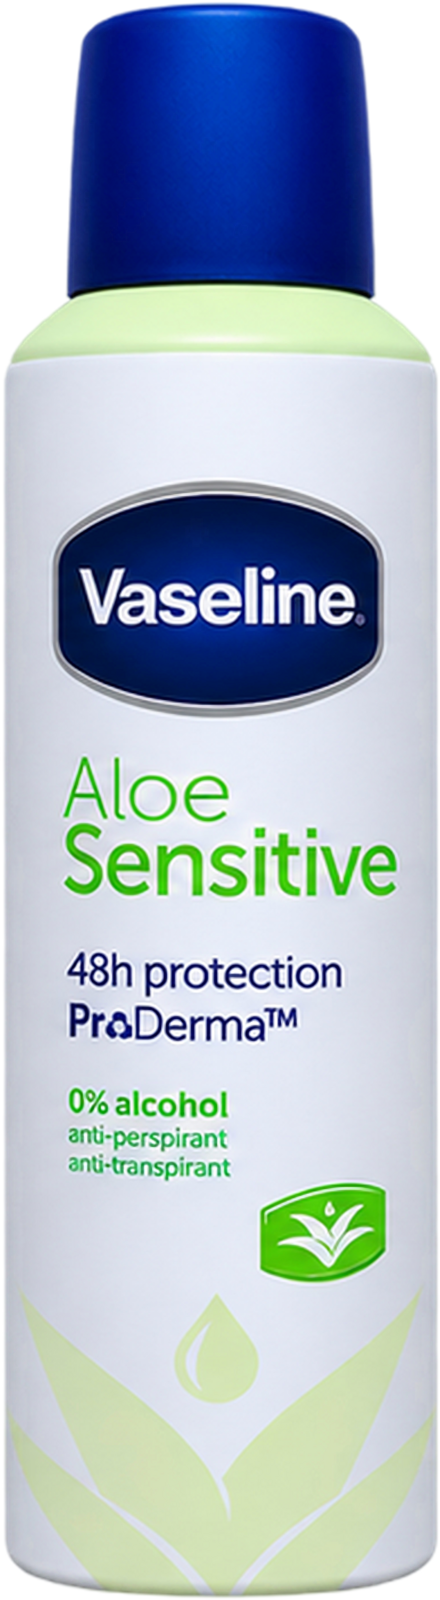 Vaseline®
Aloe
Sensitive
48h protection
ProDerma™
0% alcohol
anti-perspirant
anti-transpirant